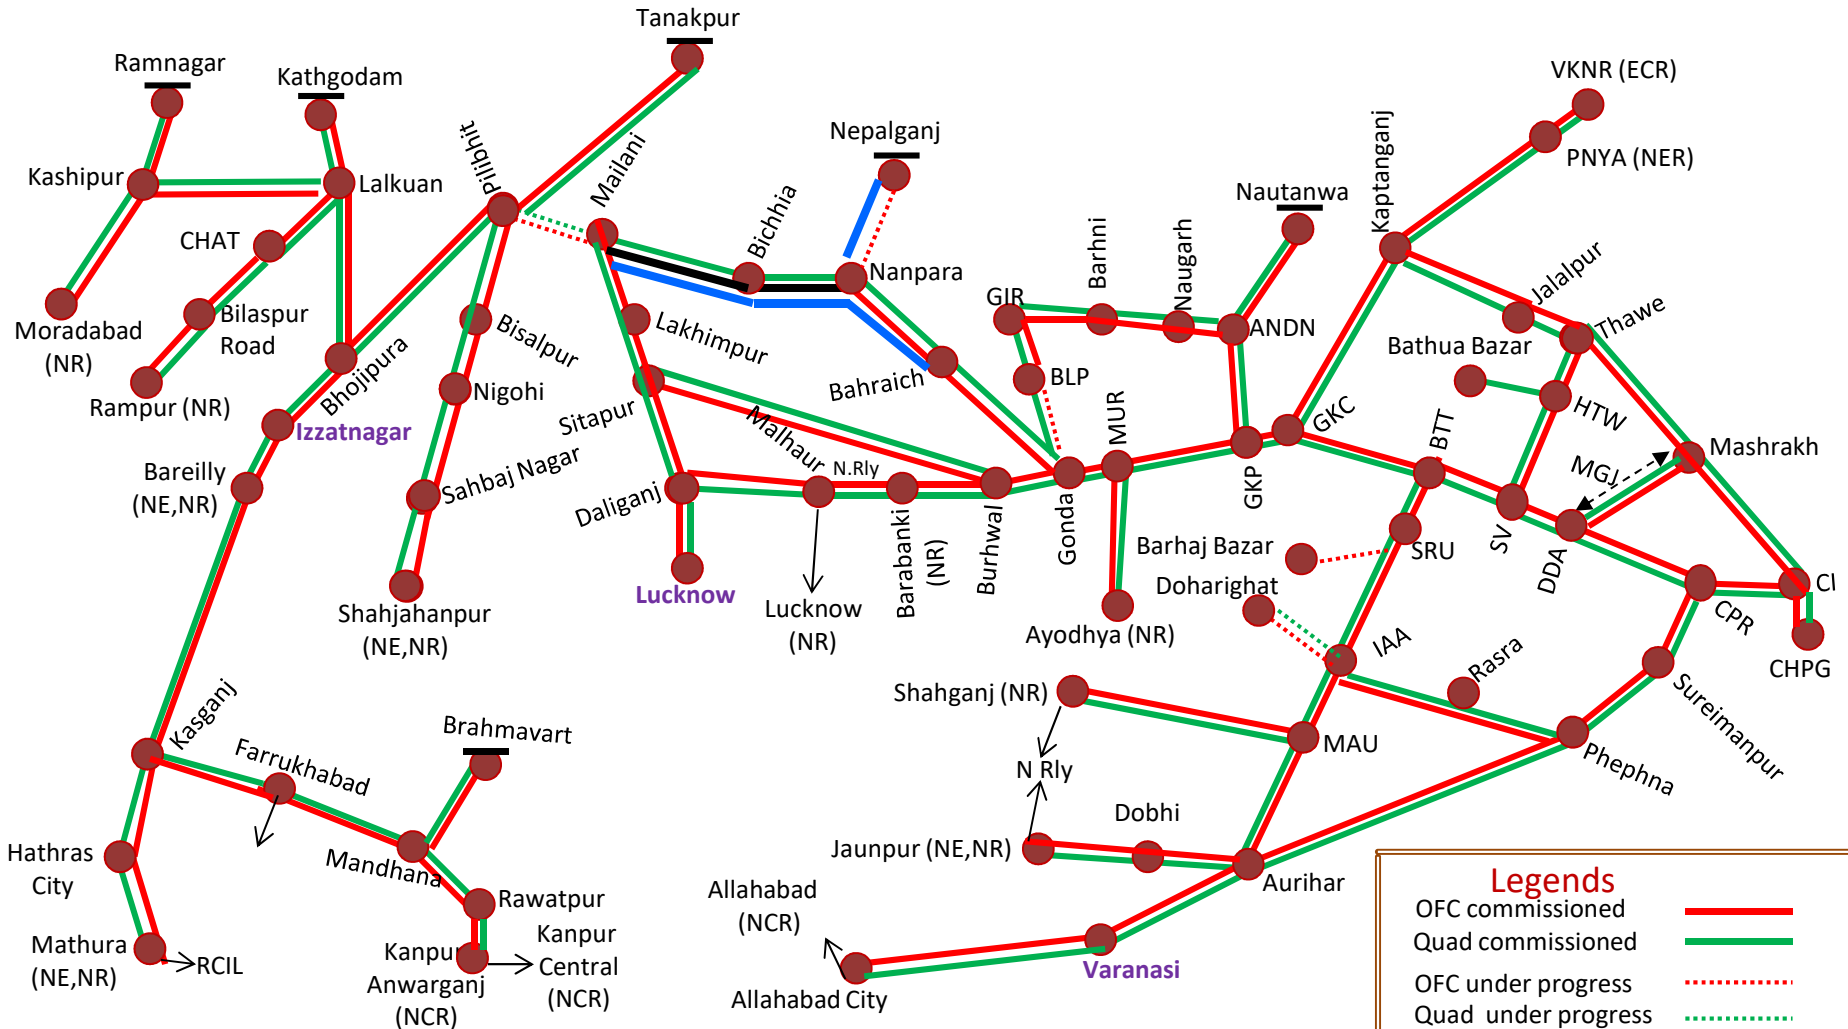 Tanakpur
Ramnagar
Kathgodam
VKNR (ECR)
Pilibhit
Mailani
Nepalganj
PNYA (NER)
Kashipur
Lalkuan
Nautanwa
Kaptanganj
CHAT
Bichhia
Nanpara
Barhni
Naugarh
Jalalpur
GIR
Thawe
Moradabad
(NR)
Bilaspur
Road
Bisalpur
Lakhimpur
ANDN
Bathua Bazar
Bhojipura
Bahraich
BLP
Rampur (NR)
Nigohi
Sitapur
MUR
GKC
HTW
Izzatnagar
Malhaur
BTT
Mashrakh
Bareilly
(NE,NR)
Sahbaj Nagar
N.Rly
GKP
MGJ
Daliganj
Burhwal
Gonda
SV
DDA
Barhaj Bazar
SRU
Barabanki
(NR)
Doharighat
CI
Lucknow
Shahjahanpur
(NE,NR)
Lucknow
(NR)
Ayodhya (NR)
IAA
CPR
Rasra
CHPG
Shahganj (NR)
Sureimanpur
Kasganj
Farrukhabad
Brahmavart
MAU
N Rly
Phephna
Dobhi
Hathras
City
Mandhana
Jaunpur (NE,NR)
Aurihar
Rawatpur
Allahabad
(NCR)
Mathura
(NE,NR)
RCIL
Kanpur
Anwarganj
(NCR)
Kanpur
Central
(NCR)
Varanasi
Allahabad City
Legends
OFC commissioned
Quad commissioned
OFC under progress
Quad under progress